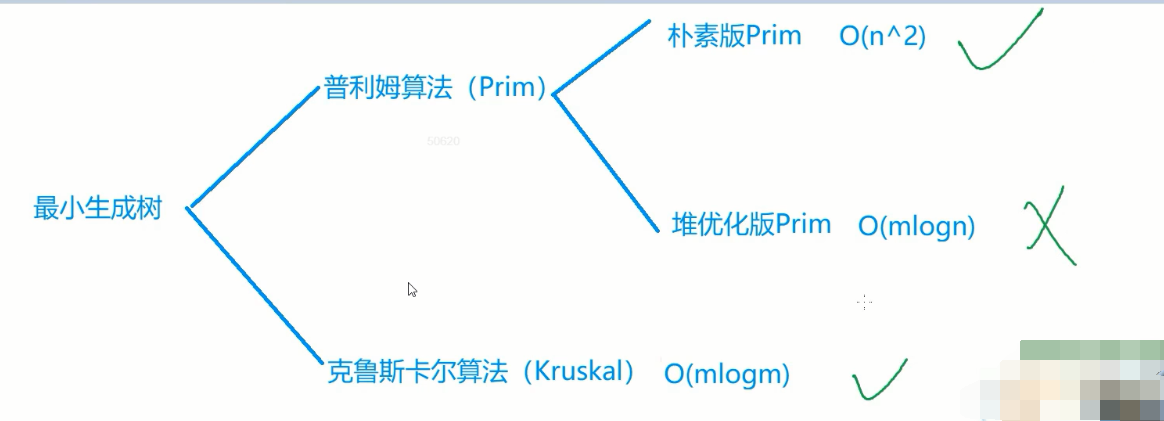 朴素版Prim O(n^2)
普利姆算法（Prim）
50620
最小生成树
堆优化版Prim O(mlogn)
克鲁斯卡尔算法（Kruskal） O(mlogm)